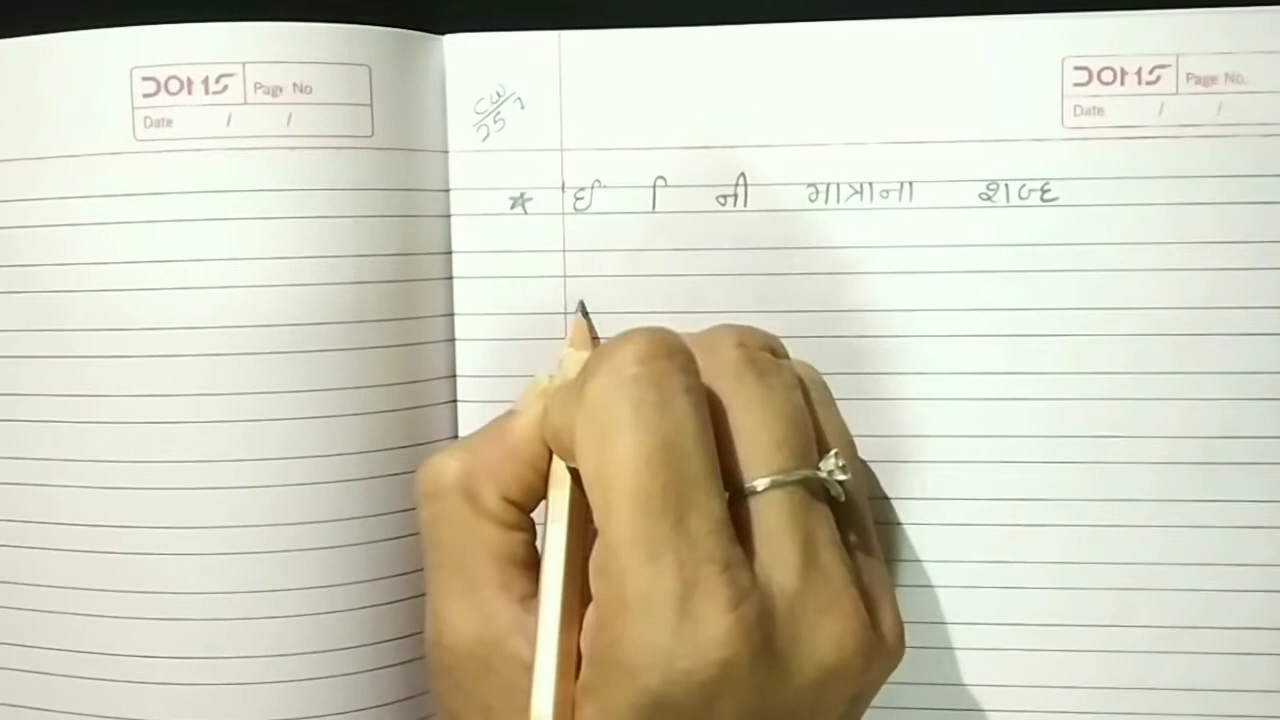 DOMS Page No
Date / /
CW
25
DOMS Page No.
Date / /
* ઈ ી ની માત્રાના શબ્દ